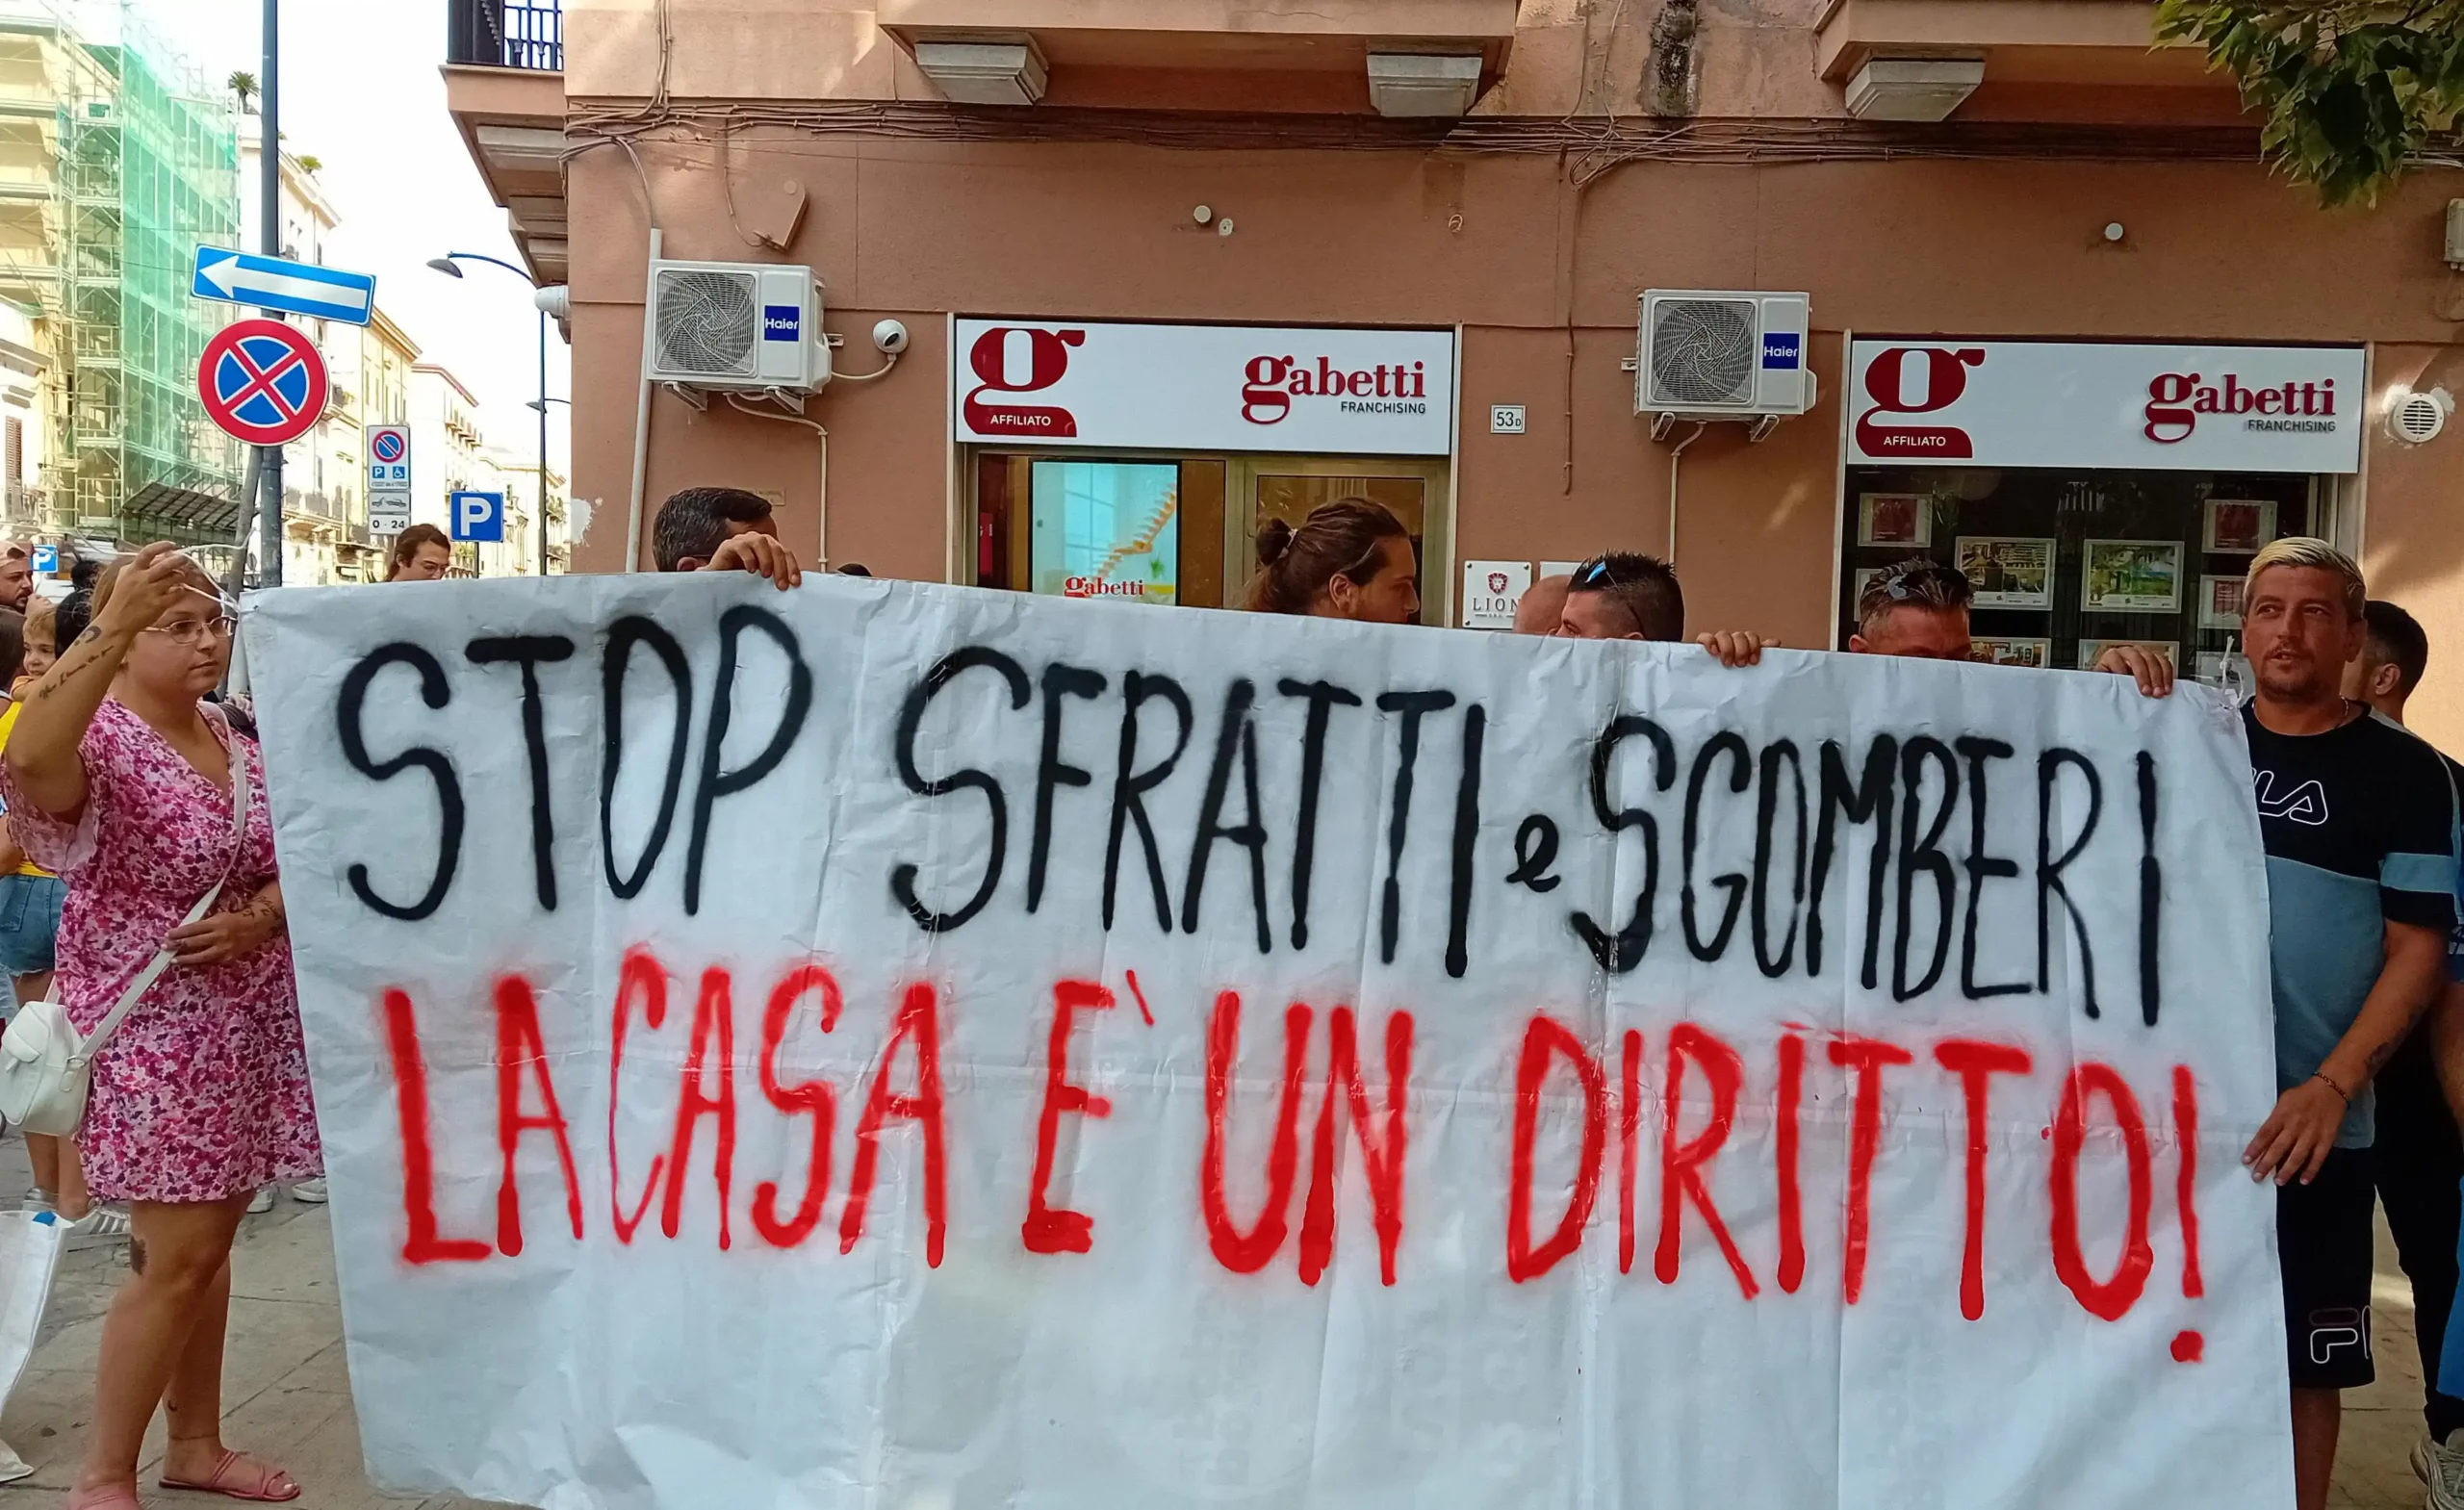 Haier
g
AFFILIATO
gabetti
FRANCHISING
53D
Haier
g
AFFILIATO
gabetti
FRANCHISING
P
P
0 - 24
P
gabetti
LION
STOP SFRATTI e SGOMBERI
LA CASA E` UN DIRITTO!